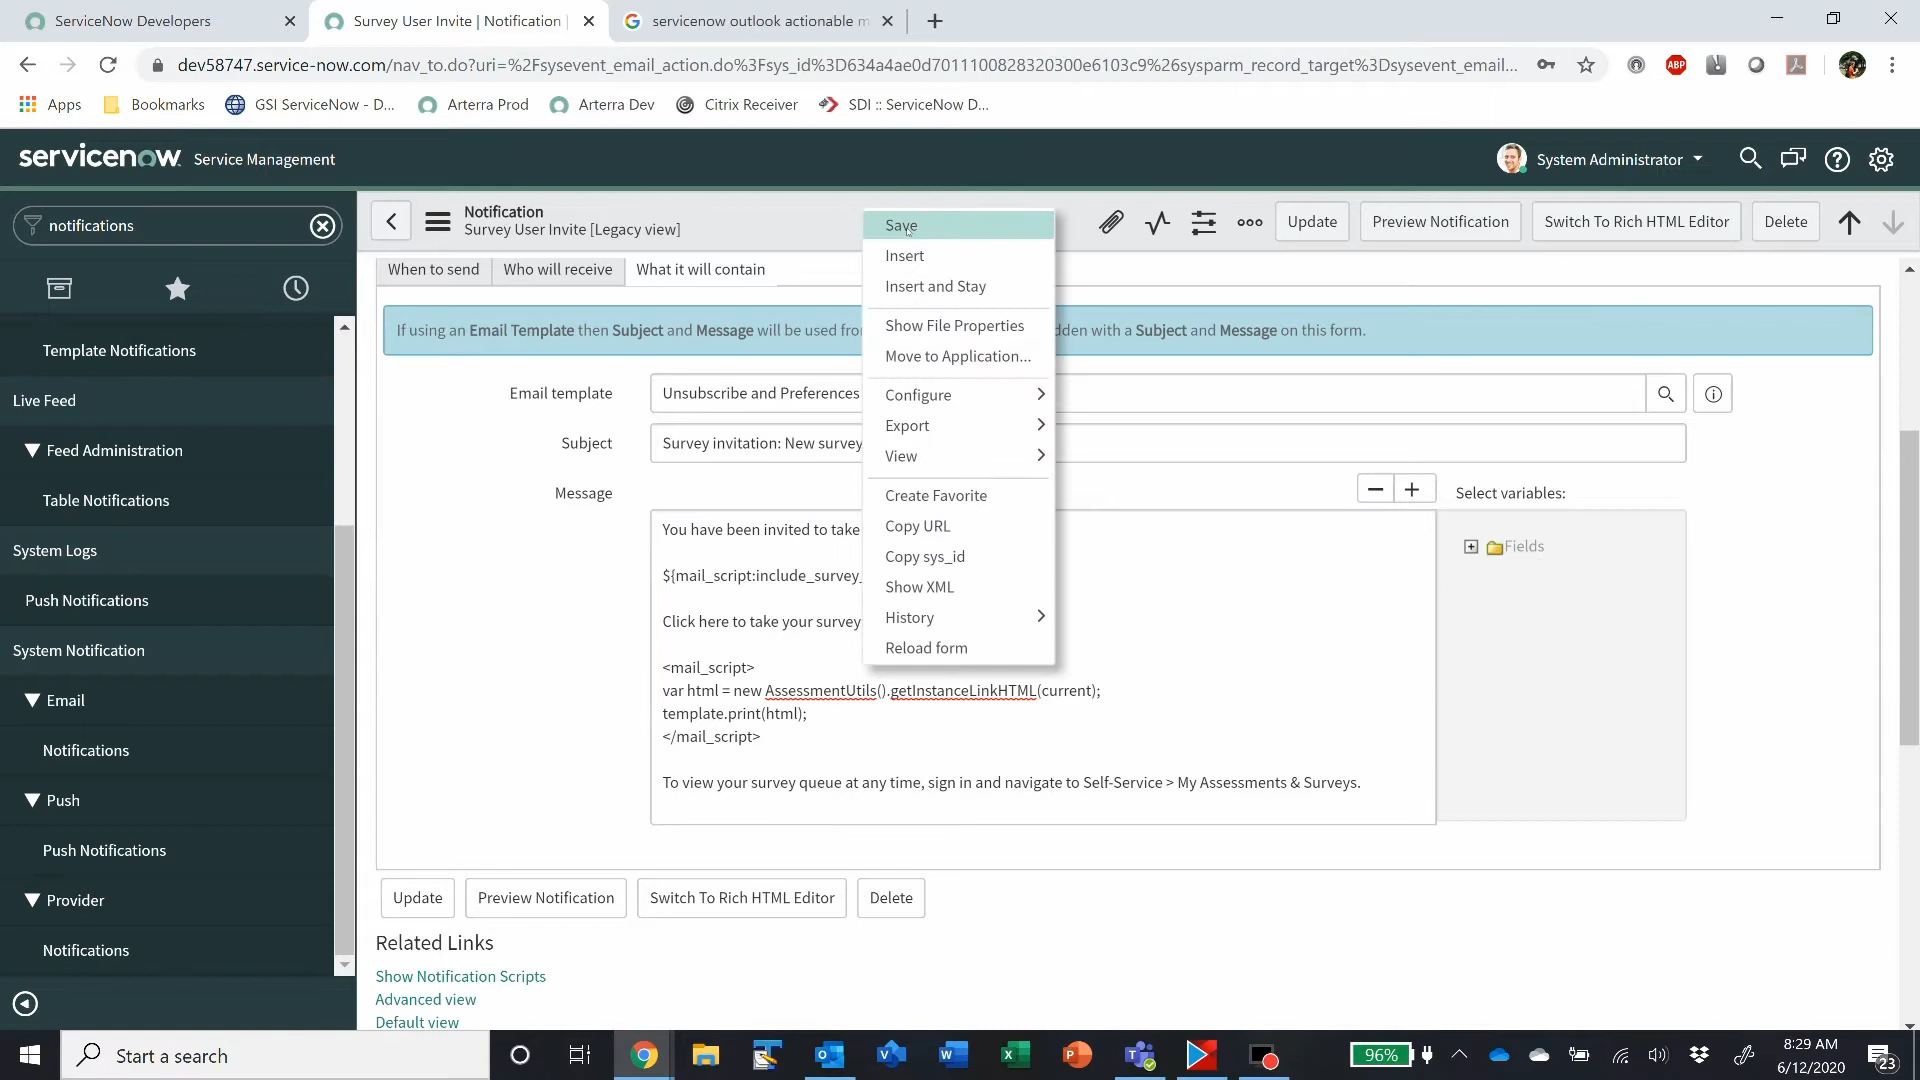 ServiceNow Developers
Survey User Invite | Notification |
servicenow outlook actionable m
dev58747.service-now.com/nav_to.do?uri=%2Fsysevent_email_action.do%3Fsys_id%3D634a4ae0d7011100828320300e6103c9%26sysparm_record_target%3Dsysevent_email...
ABP
Apps
Bookmarks
GSI ServiceNow - D...
Arterra Prod
Arterra Dev
Citrix Receiver
SDI :: ServiceNow D...
servicenow
Service Management
System Administrator
notifications
Notification
Survey User Invite [Legacy view]
Update
Preview Notification
Switch To Rich HTML Editor
Delete
Template Notifications
Live Feed
Feed Administration
Table Notifications
System Logs
Push Notifications
System Notification
Email
Notifications
Push
Push Notifications
Provider
Notifications
When to send
Who will receive
What it will contain
If using an Email Template then Subject and Message will be used fro
dden with a Subject and Message on this form.
Email template
Unsubscribe and Preferences
Subject
Survey invitation: New survey
Message
Select variables:
Fields
You have been invited to take
${mail_script:include_survey_
Click here to take your survey
<mail_script>
var html = new AssessmentUtils().getInstanceLinkHTML(current);
template.print(html);
</mail_script>
To view your survey queue at any time, sign in and navigate to Self-Service > My Assessments & Surveys.
Save
Insert
Insert and Stay
Show File Properties
Move to Application...
Configure
Export
View
Create Favorite
Copy URL
Copy sys_id
Show XML
History
Reload form
Update
Preview Notification
Switch To Rich HTML Editor
Delete
Related Links
Show Notification Scripts
Advanced view
Default view
Start a search
96%
8:29 AM
6/12/2020
23